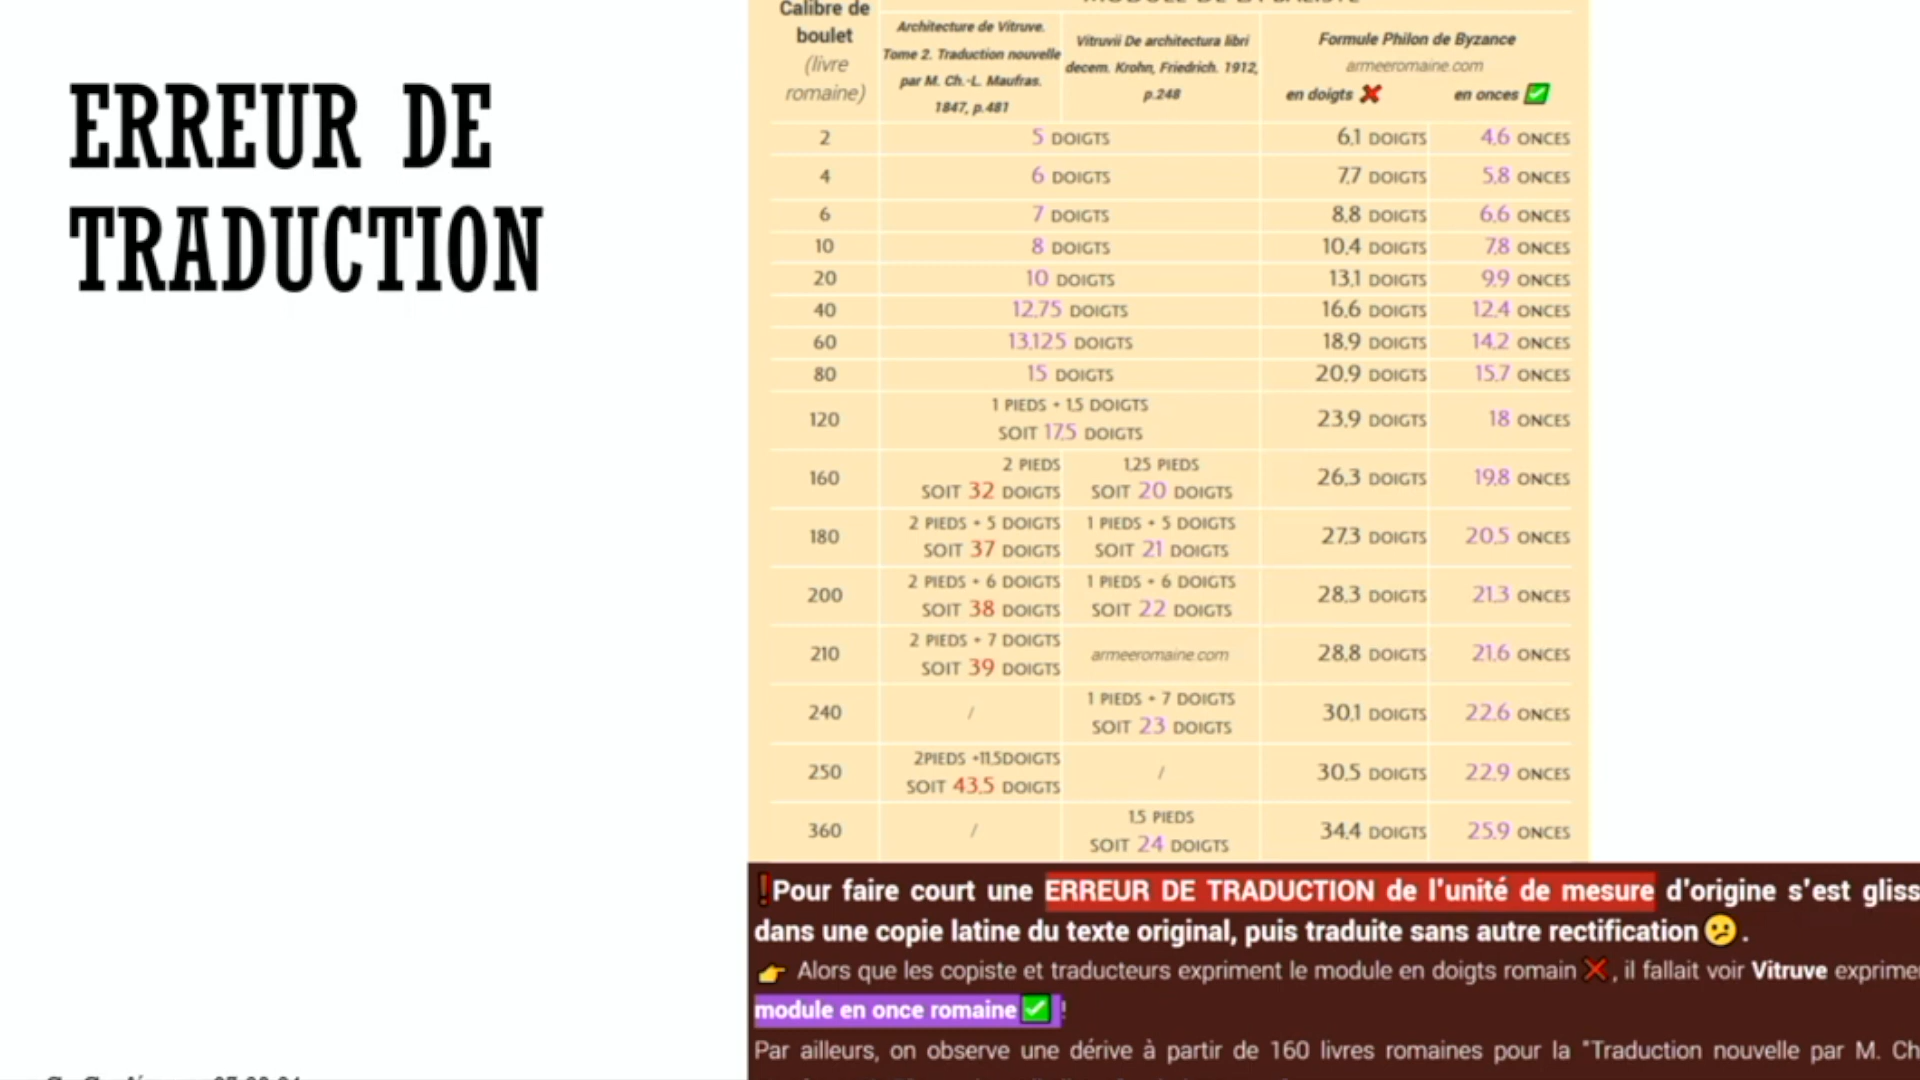 ERREUR DE
TRADUCTION
MODULE DE LA BALISTE
Calibre de
boulet
(livre
romaine)
Architecture de Vitruve.
Tome 2. Traduction nouvelle
par M. Ch.-L. Maufras.
1847, p.481
Vitruvii De architectura libri
decem. Krohn, Friedrich. 1912,
p.248
Formule Philon de Byzance
armeeromaine.com
en doigts ❌ en onces ✅
2 5 DOIGTS 6,1 DOIGTS 4,6 ONCES
4 6 DOIGTS 7,7 DOIGTS 5,8 ONCES
6 7 DOIGTS 8,8 DOIGTS 6,6 ONCES
10 8 DOIGTS 10,4 DOIGTS 7,8 ONCES
20 10 DOIGTS 13,1 DOIGTS 9,9 ONCES
40 12,75 DOIGTS 16,6 DOIGTS 12,4 ONCES
60 13,125 DOIGTS 18,9 DOIGTS 14,2 ONCES
80 15 DOIGTS 20,9 DOIGTS 15,7 ONCES
120 1 PIEDS + 1,5 DOIGTS
SOIT 17,5 DOIGTS 23,9 DOIGTS 18 ONCES
160 2 PIEDS
SOIT 32 DOIGTS 1,25 PIEDS
SOIT 20 DOIGTS 26,3 DOIGTS 19,8 ONCES
180 2 PIEDS + 5 DOIGTS
SOIT 37 DOIGTS 1 PIEDS + 5 DOIGTS
SOIT 21 DOIGTS 27,3 DOIGTS 20,5 ONCES
200 2 PIEDS + 6 DOIGTS
SOIT 38 DOIGTS 1 PIEDS + 6 DOIGTS
SOIT 22 DOIGTS 28,3 DOIGTS 21,3 ONCES
210 2 PIEDS + 7 DOIGTS
SOIT 39 DOIGTS armeeromaine.com 28,8 DOIGTS 21,6 ONCES
240 / 1 PIEDS + 7 DOIGTS
SOIT 23 DOIGTS 30,1 DOIGTS 22,6 ONCES
250 2PIEDS +11,5DOIGTS
SOIT 43,5 DOIGTS / 30,5 DOIGTS 22,9 ONCES
360 / 1,5 PIEDS
SOIT 24 DOIGTS 34,4 DOIGTS 25,9 ONCES
❗Pour faire court une ERREUR DE TRADUCTION de l'unité de mesure d'origine s'est gliss
dans une copie latine du texte original, puis traduite sans autre rectification 😕.
👉 Alors que les copiste et traducteurs expriment le module en doigts romain ❌, il fallait voir Vitruve exprime
module en once romaine ✅ !
Par ailleurs, on observe une dérive à partir de 160 livres romaines pour la "Traduction nouvelle par M. Ch